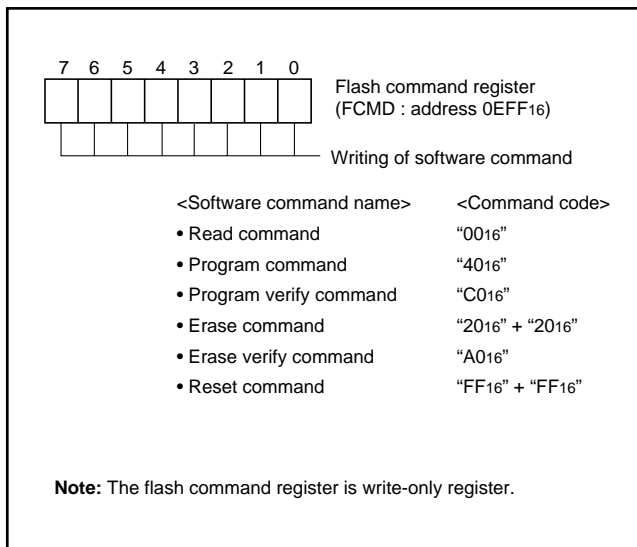 7 6 5 4 3 2 1 0
Flash command register
(FCMD : address 0EFF16)
Writing of software command
<Software command name> <Command code>
• Read command “0016”
• Program command “4016”
• Program verify command “C016”
• Erase command “2016” + “2016”
• Erase verify command “A016”
• Reset command “FF16” + “FF16”
Note: The flash command register is write-only register.